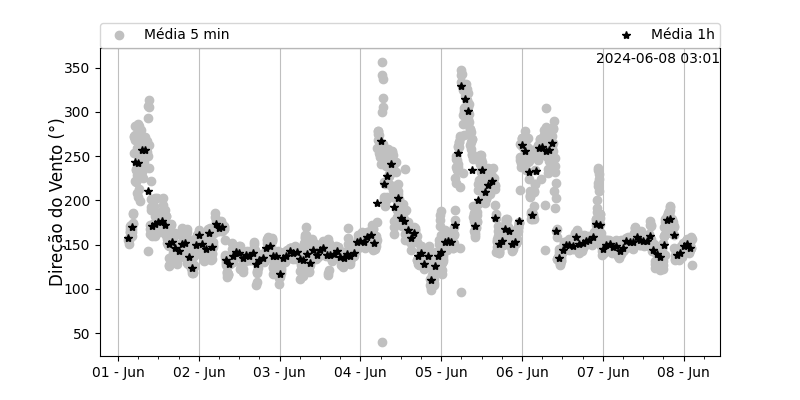 Média 5 min
Média 1h
2024-06-08 03:01
Direção do Vento (°)
350
300
250
200
150
100
50
01 - Jun
02 - Jun
03 - Jun
04 - Jun
05 - Jun
06 - Jun
07 - Jun
08 - Jun